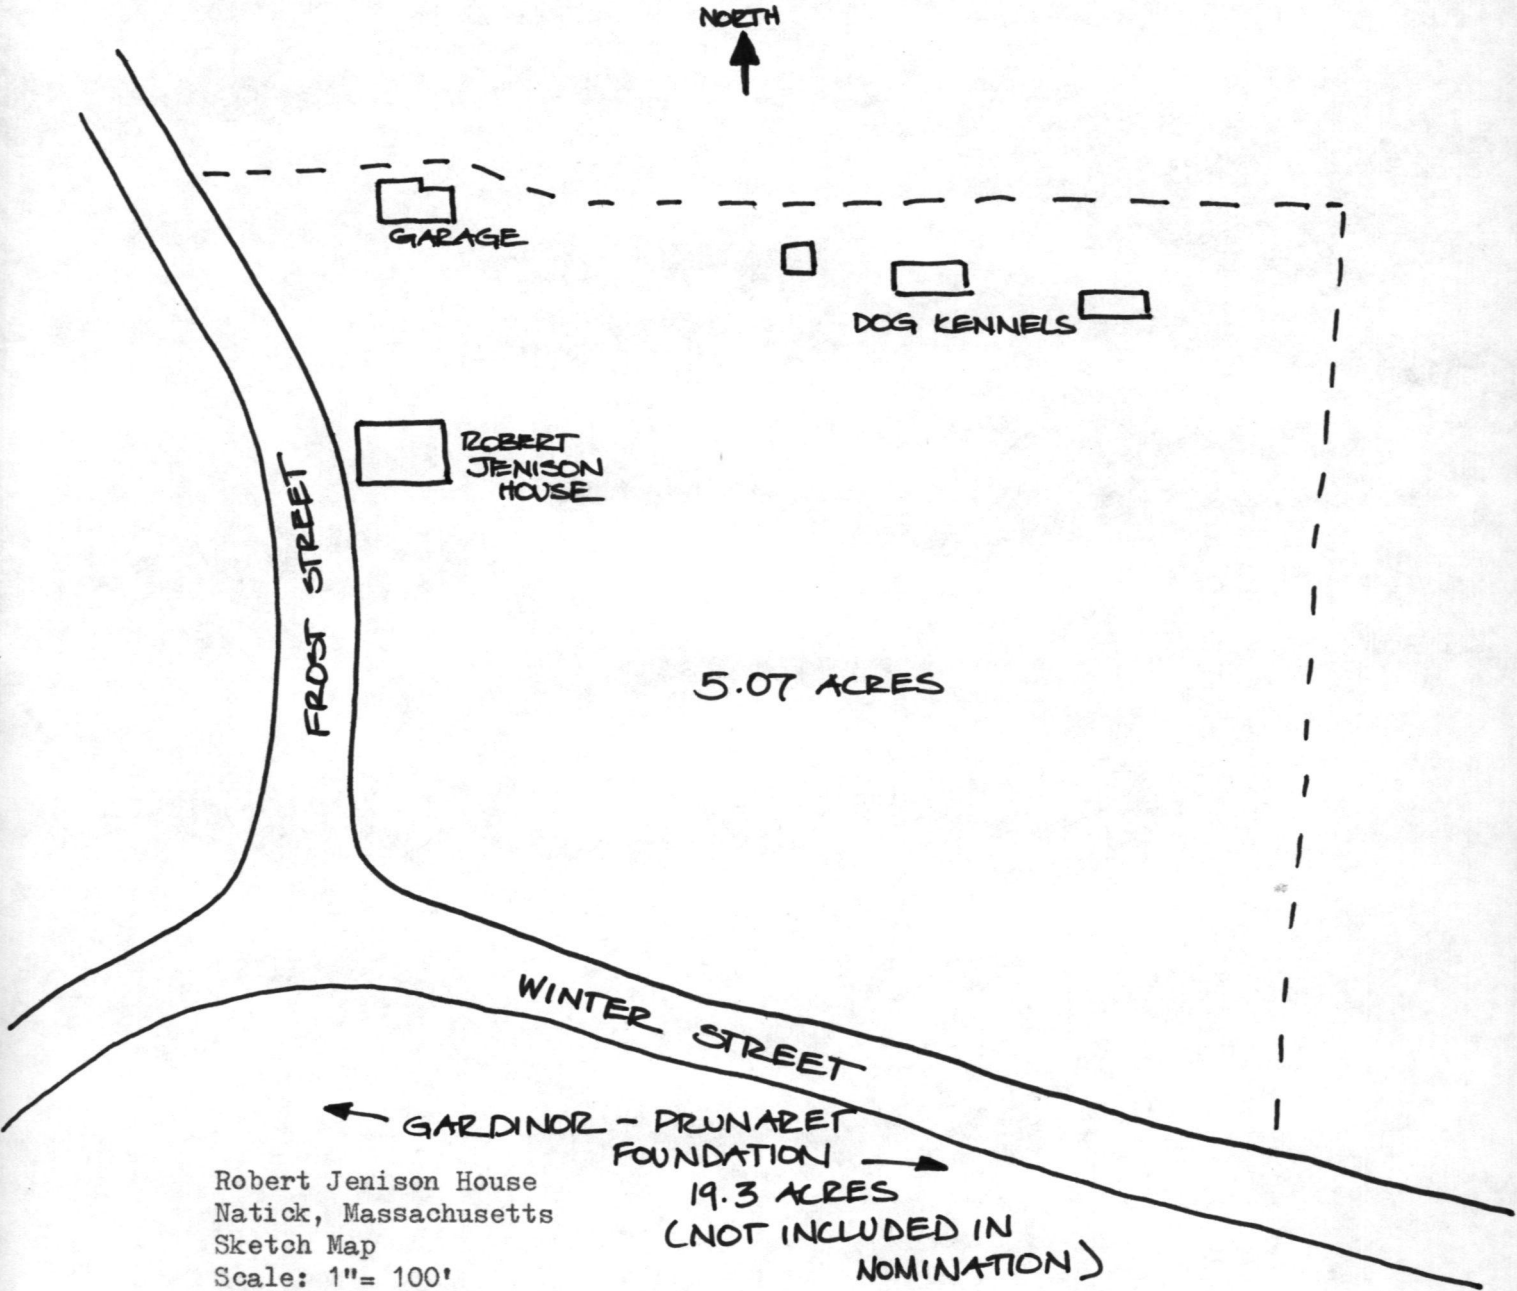 NORTH
GARAGE
DOG KENNELS
ROBERT
JENISON
HOUSE
FROST STREET
5.07 ACRES
WINTER STREET
GARDINOR - PRUNARET
FOUNDATION
19.3 ACRES
(NOT INCLUDED IN
NOMINATION)
Robert Jenison House
Natick, Massachusetts
Sketch Map
Scale: 1"= 100'